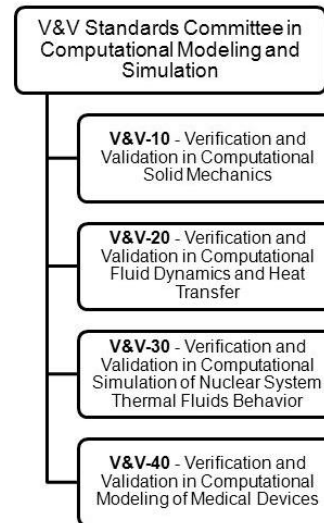 V&V Standards Committee in
Computational Modeling and
Simulation
V&V-10 - Verification and
Validation in Computational
Solid Mechanics
V&V-20 - Verification and
Validation in Computational
Fluid Dynamics and Heat
Transfer
V&V-30 - Verification and
Validation in Computational
Simulation of Nuclear System
Thermal Fluids Behavior
V&V-40 - Verification and
Validation in Computational
Modeling of Medical Devices